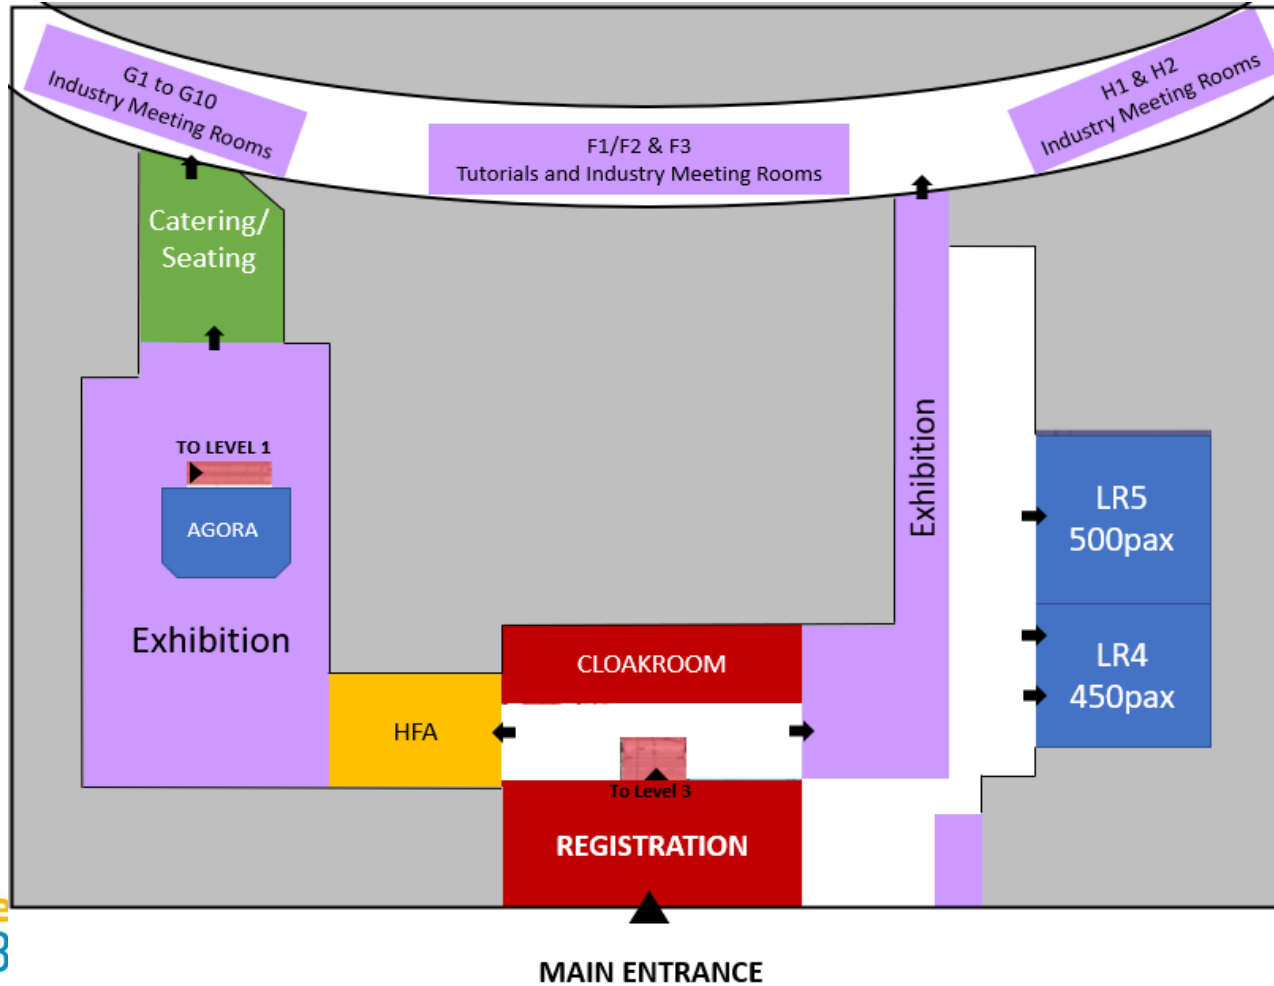 G1 to G10
Industry Meeting Rooms
F1/F2 & F3
Tutorials and Industry Meeting Rooms
H1 & H2
Industry Meeting Rooms
Catering/
Seating
TO LEVEL 1
AGORA
Exhibition
Exhibition
LR5
500pax
LR4
450pax
CLOAKROOM
HFA
To Level 3
REGISTRATION
MAIN ENTRANCE